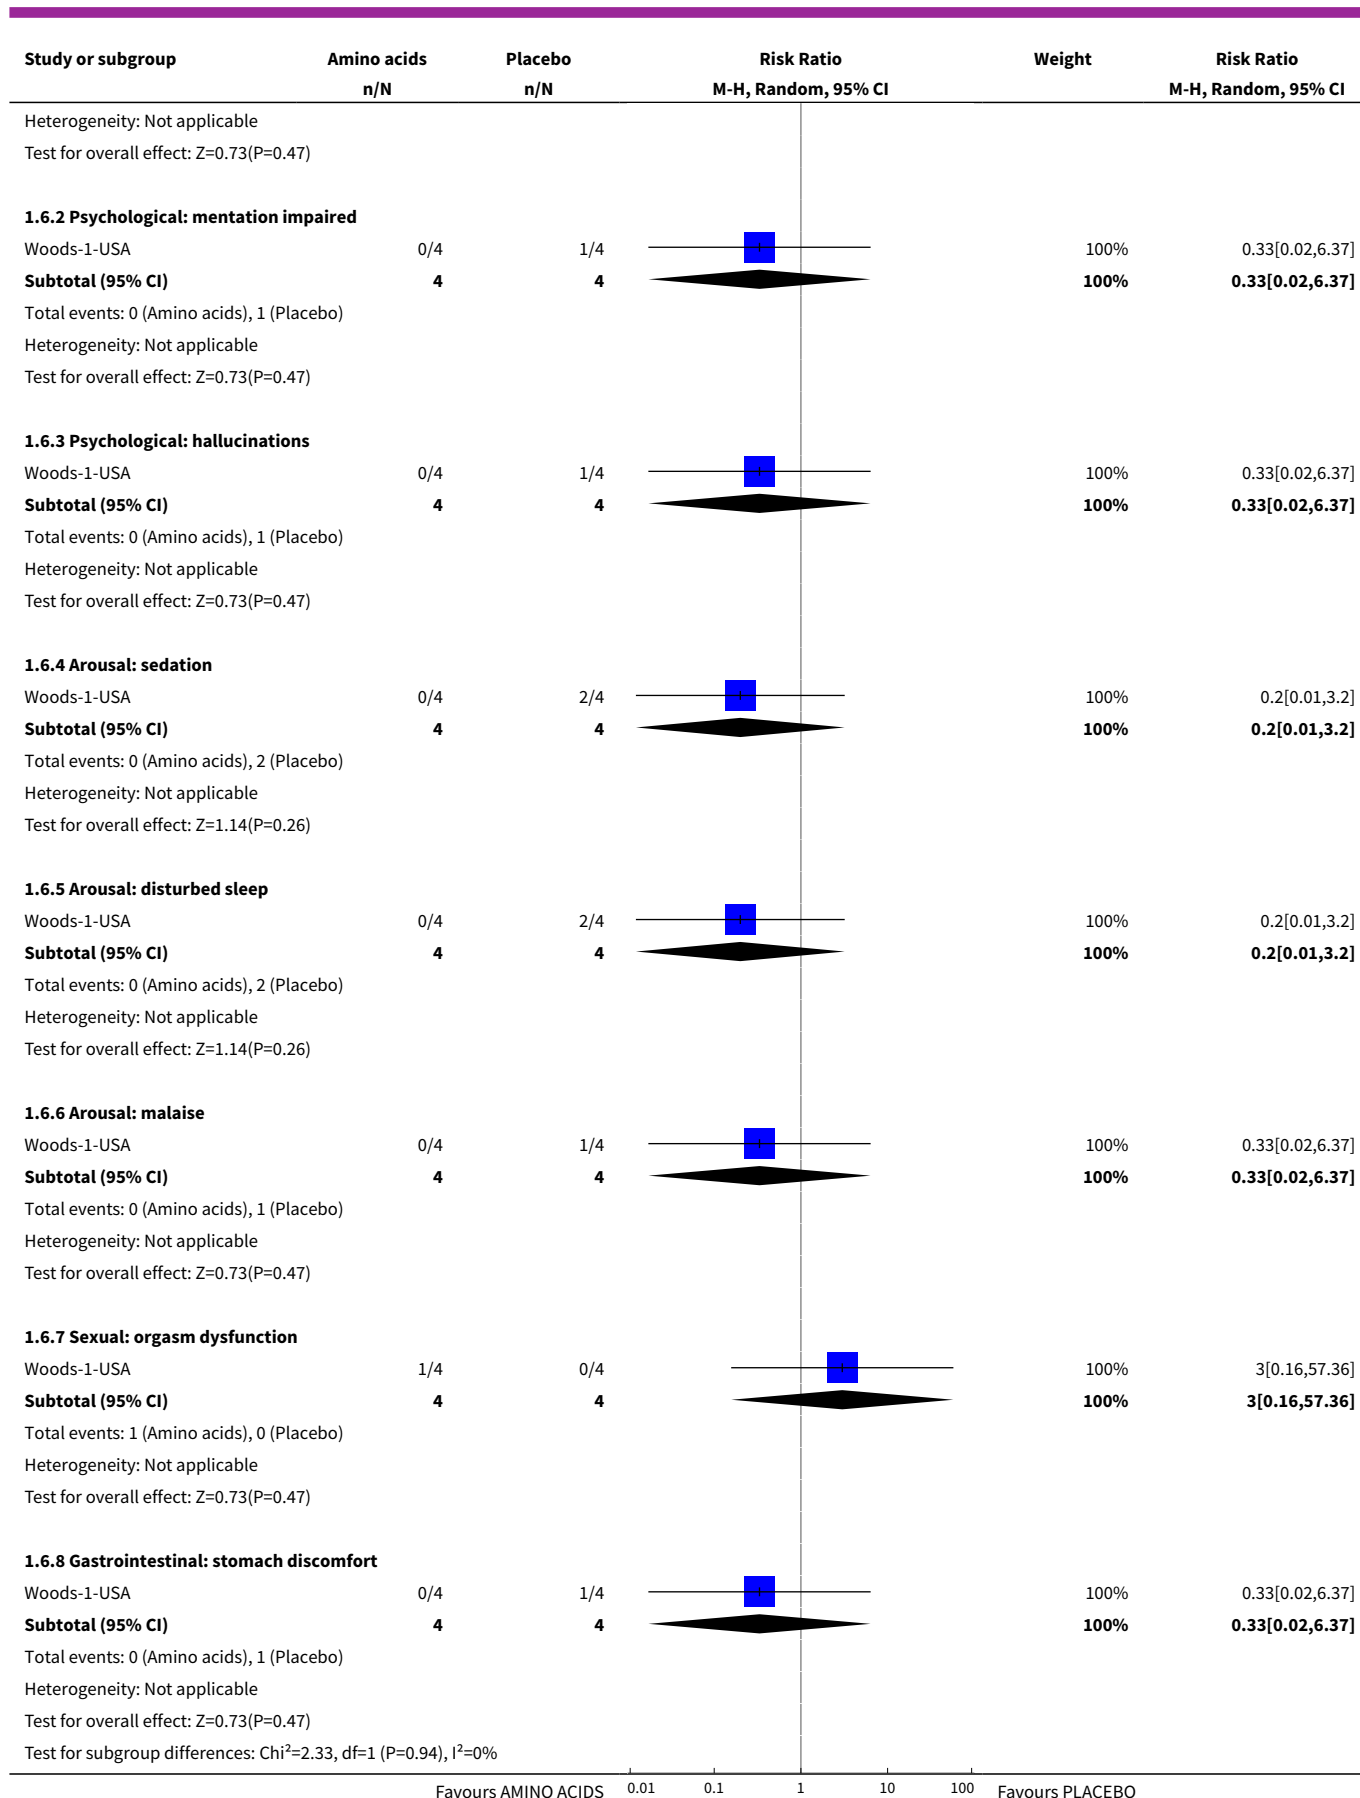 Study or subgroup Amino acids Placebo Risk Ratio Weight Risk Ratio
n/N n/N M-H, Random, 95% CI M-H, Random, 95% CI
Heterogeneity: Not applicable
Test for overall effect: Z=0.73(P=0.47)
1.6.2 Psychological: mentation impaired
Woods-1-USA 0/4 1/4 100% 0.33[0.02,6.37]
Subtotal (95% CI) 4 4 100% 0.33[0.02,6.37]
Total events: 0 (Amino acids), 1 (Placebo)
Heterogeneity: Not applicable
Test for overall effect: Z=0.73(P=0.47)
1.6.3 Psychological: hallucinations
Woods-1-USA 0/4 1/4 100% 0.33[0.02,6.37]
Subtotal (95% CI) 4 4 100% 0.33[0.02,6.37]
Total events: 0 (Amino acids), 1 (Placebo)
Heterogeneity: Not applicable
Test for overall effect: Z=0.73(P=0.47)
1.6.4 Arousal: sedation
Woods-1-USA 0/4 2/4 100% 0.2[0.01,3.2]
Subtotal (95% CI) 4 4 100% 0.2[0.01,3.2]
Total events: 0 (Amino acids), 2 (Placebo)
Heterogeneity: Not applicable
Test for overall effect: Z=1.14(P=0.26)
1.6.5 Arousal: disturbed sleep
Woods-1-USA 0/4 2/4 100% 0.2[0.01,3.2]
Subtotal (95% CI) 4 4 100% 0.2[0.01,3.2]
Total events: 0 (Amino acids), 2 (Placebo)
Heterogeneity: Not applicable
Test for overall effect: Z=1.14(P=0.26)
1.6.6 Arousal: malaise
Woods-1-USA 0/4 1/4 100% 0.33[0.02,6.37]
Subtotal (95% CI) 4 4 100% 0.33[0.02,6.37]
Total events: 0 (Amino acids), 1 (Placebo)
Heterogeneity: Not applicable
Test for overall effect: Z=0.73(P=0.47)
1.6.7 Sexual: orgasm dysfunction
Woods-1-USA 1/4 0/4 100% 3[0.16,57.36]
Subtotal (95% CI) 4 4 100% 3[0.16,57.36]
Total events: 1 (Amino acids), 0 (Placebo)
Heterogeneity: Not applicable
Test for overall effect: Z=0.73(P=0.47)
1.6.8 Gastrointestinal: stomach discomfort
Woods-1-USA 0/4 1/4 100% 0.33[0.02,6.37]
Subtotal (95% CI) 4 4 100% 0.33[0.02,6.37]
Total events: 0 (Amino acids), 1 (Placebo)
Heterogeneity: Not applicable
Test for overall effect: Z=0.73(P=0.47)
Test for subgroup differences: Chi²=2.33, df=1 (P=0.94), I²=0%
Favours AMINO ACIDS 0.01 0.1 1 10 100 Favours PLACEBO